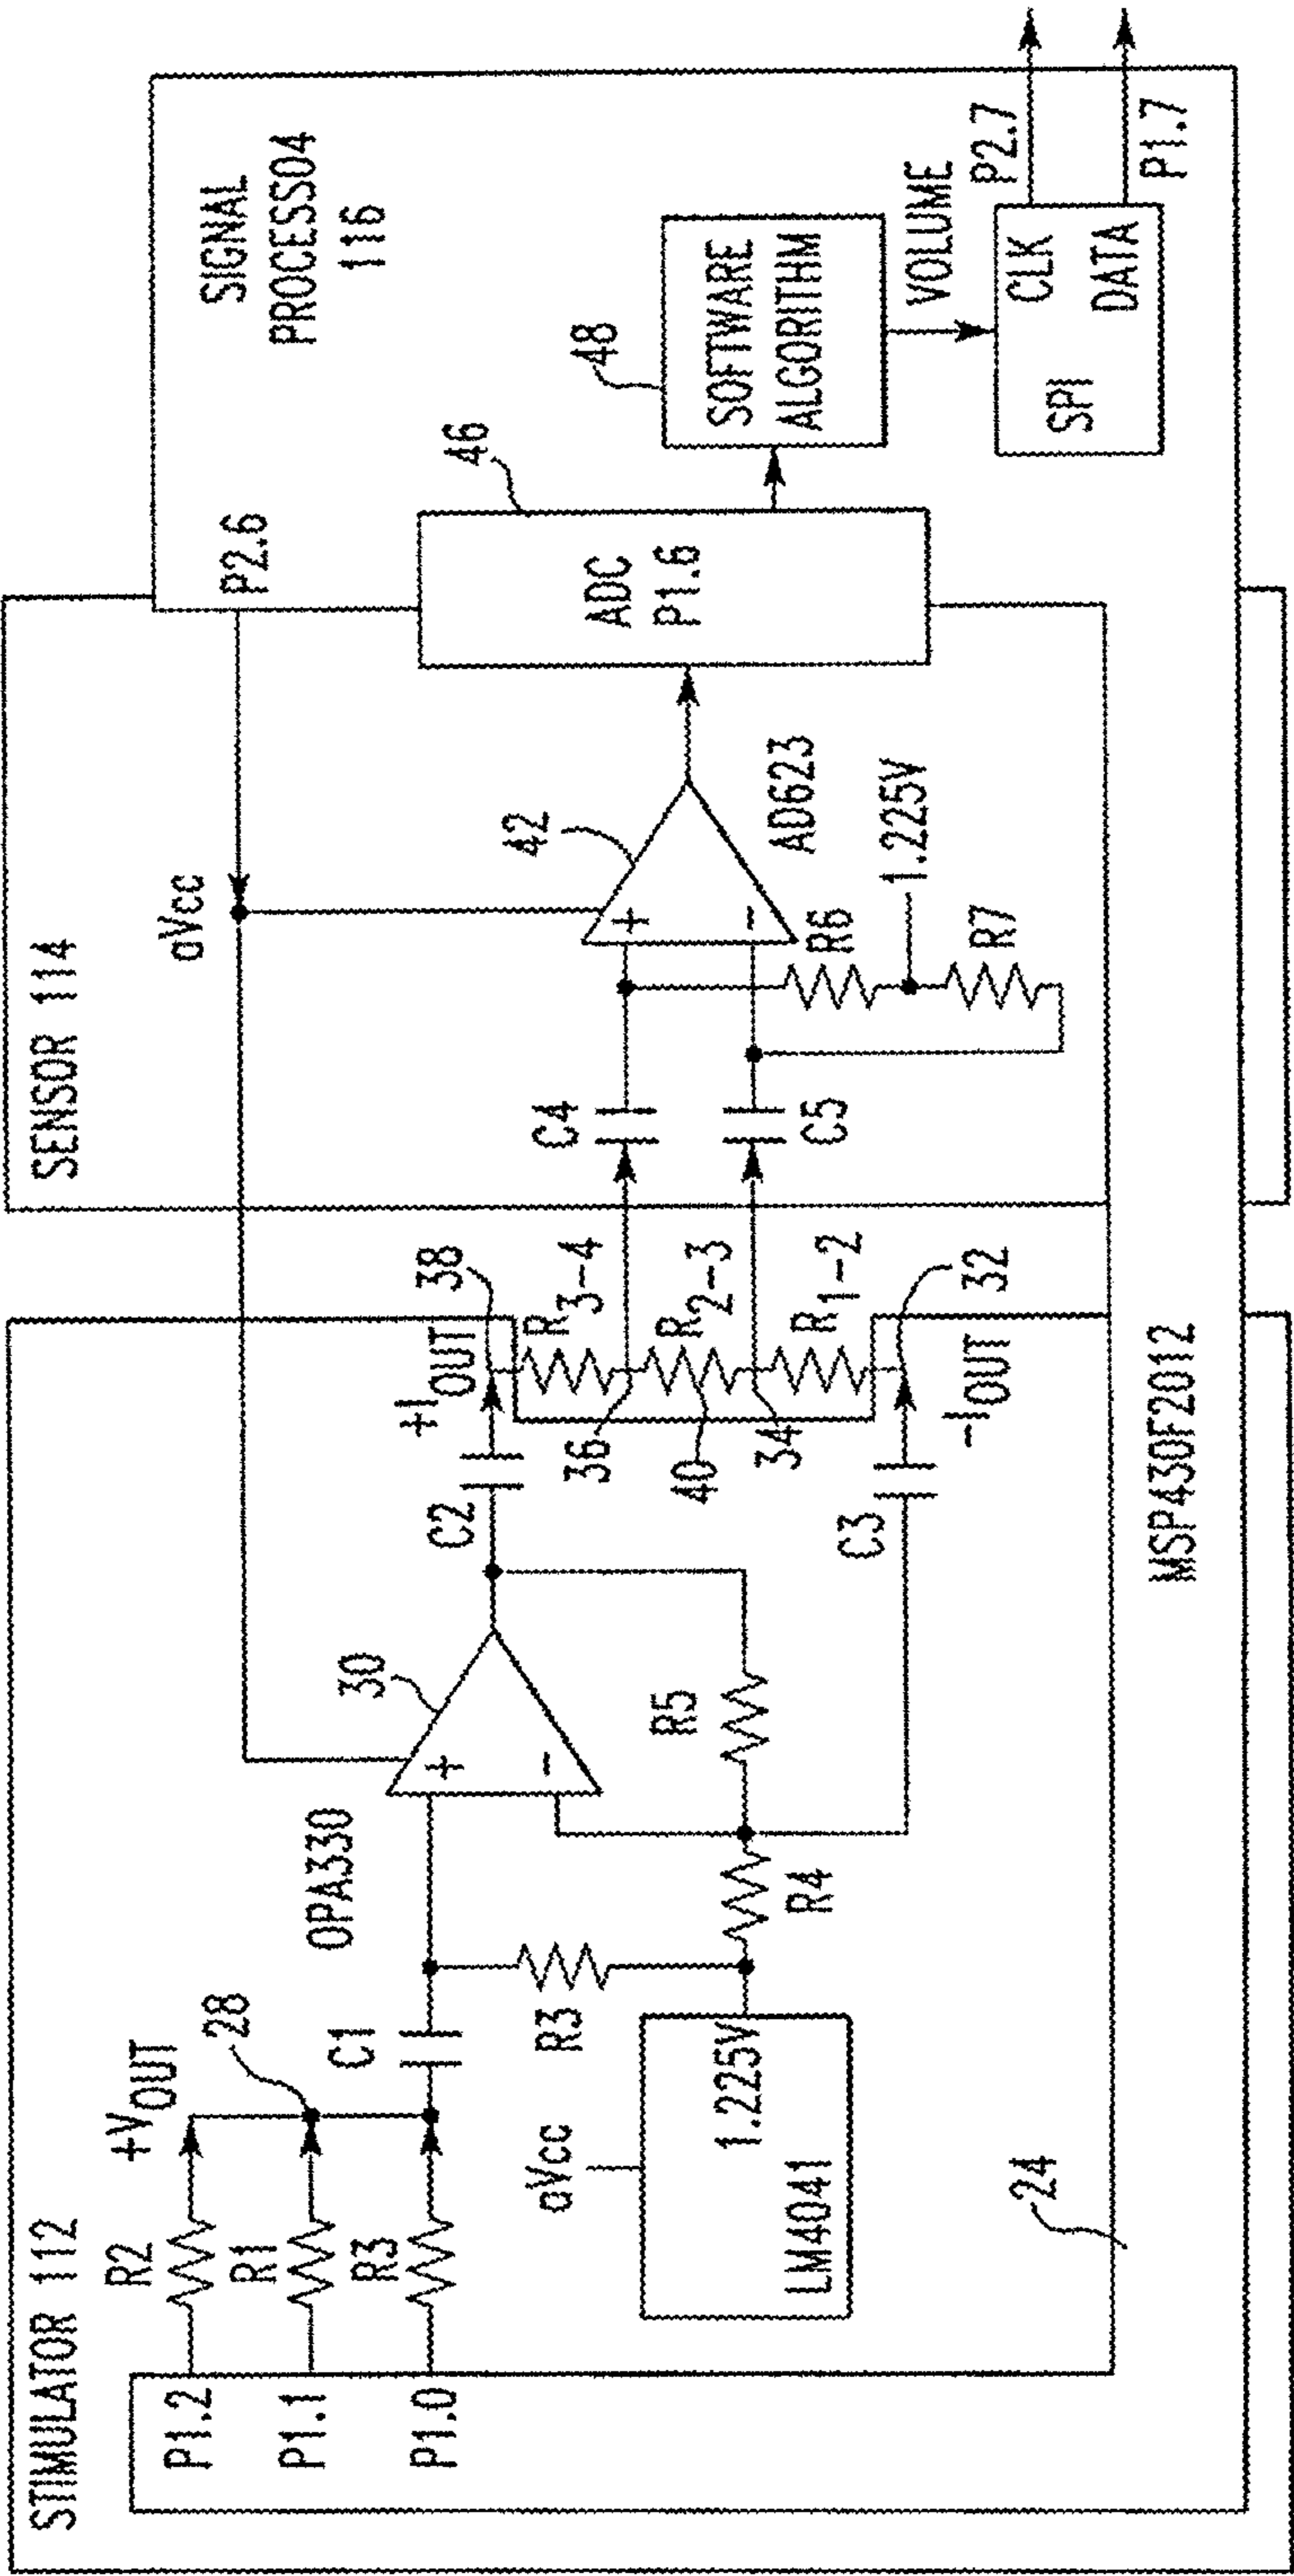 STIMULATOR 112
P1.2
P1.1
P1.0
R2
R1
R3
+VOUT
28
C1
OPA330
R3
aVcc
1.225V
LM4041
R4
R5
30
+
-
C2
C3
+IOUT
-IOUT
38
36
40
34
32
R3-4
R2-3
R1-2
24
MSP430F2012
SENSOR 114
aVcc
C4
C5
42
+
-
AD623
R6
1.225V
R7
P2.6
46
ADC
P1.6
SIGNAL
PROCESSO4
116
48
SOFTWARE
ALGORITHM
VOLUME
SPI
CLK
DATA
P2.7
P1.7